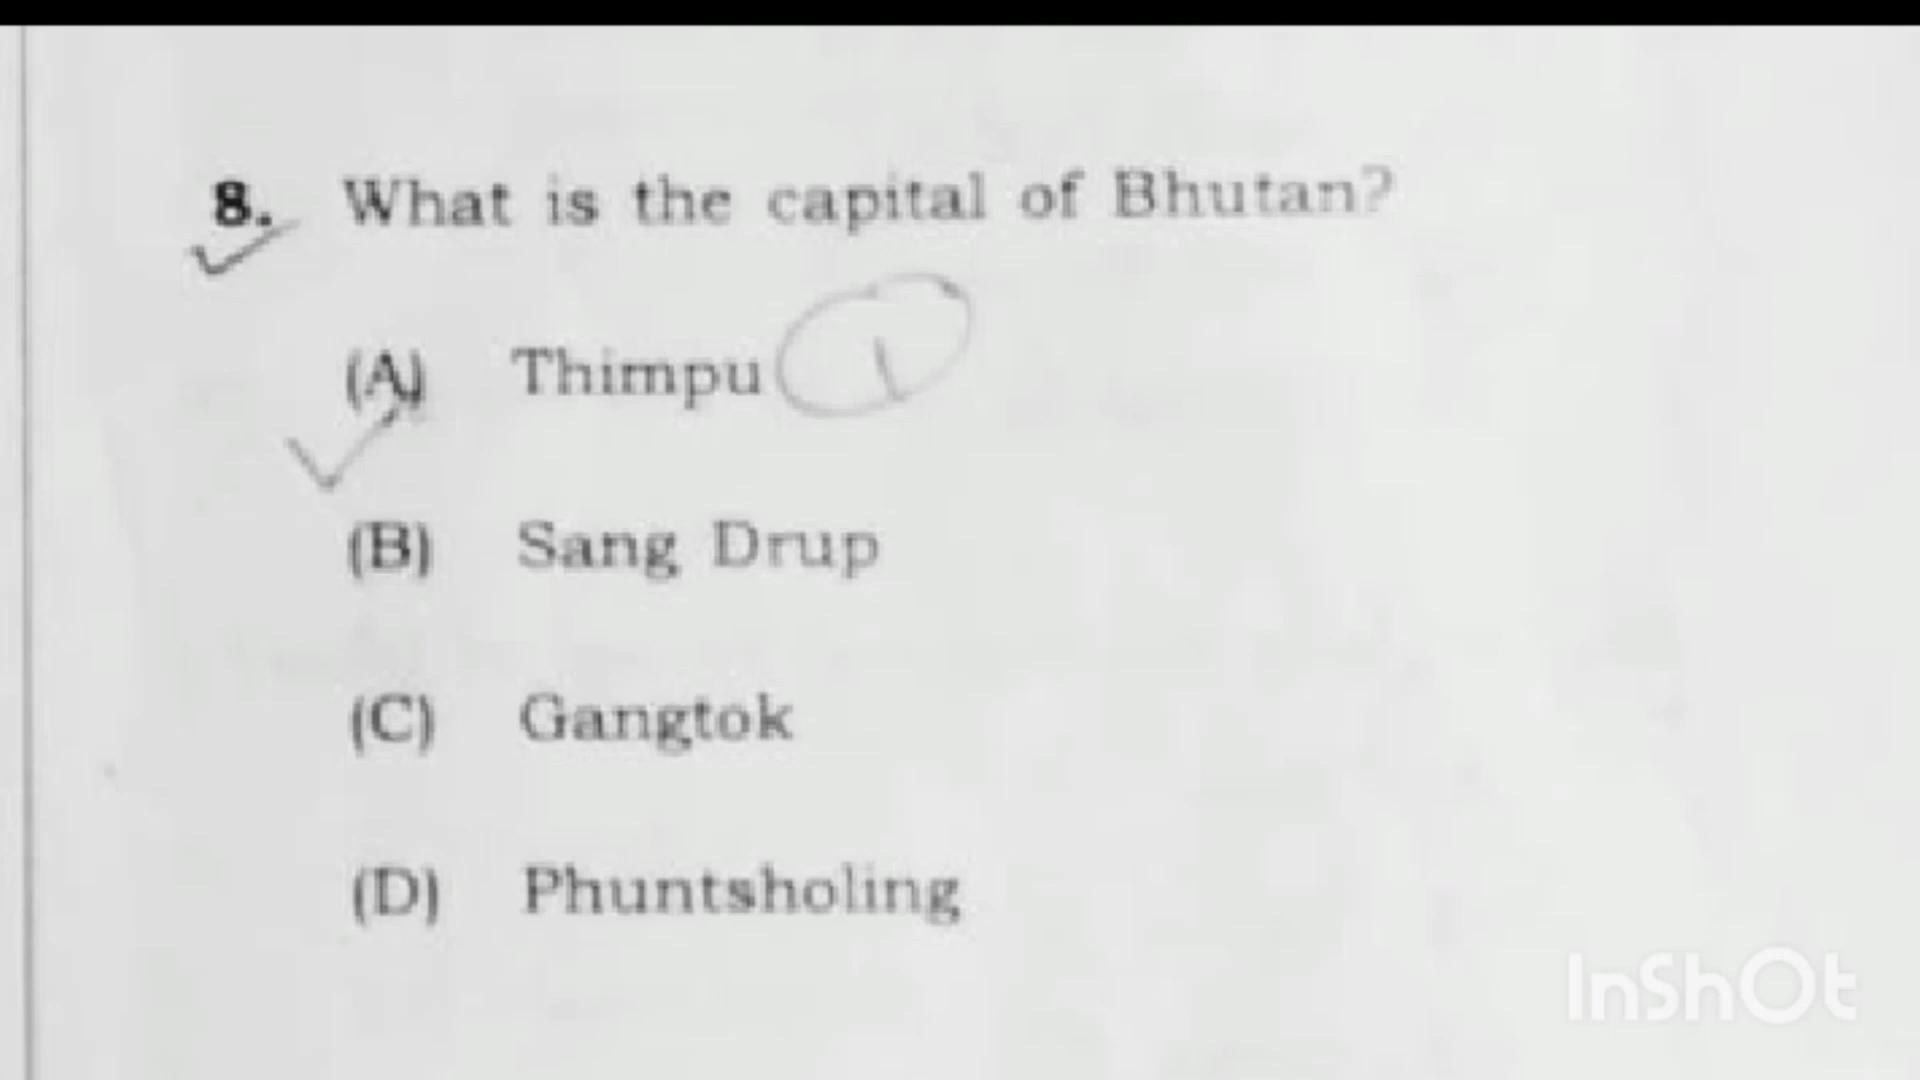 8. What is the capital of Bhutan?
(A) Thimpu
(B) Sang Drup
(C) Gangtok
(D) Phuntsholing
InShOt